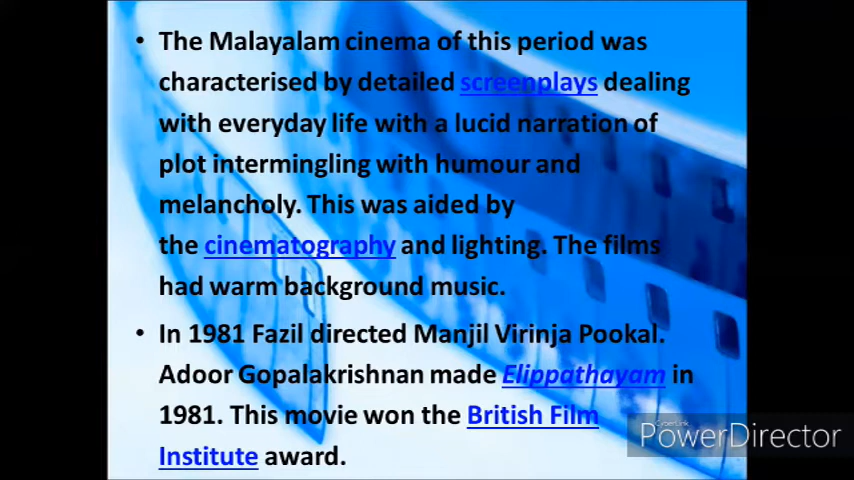 • The Malayalam cinema of this period was
characterised by detailed screenplays dealing
with everyday life with a lucid narration of
plot intermingling with humour and
melancholy. This was aided by
the cinematography and lighting. The films
had warm background music.
• In 1981 Fazil directed Manjil Virinja Pookal.
Adoor Gopalakrishnan made Elippathayam in
1981. This movie won the British Film
Institute award.
CyberLink
PowerDirector